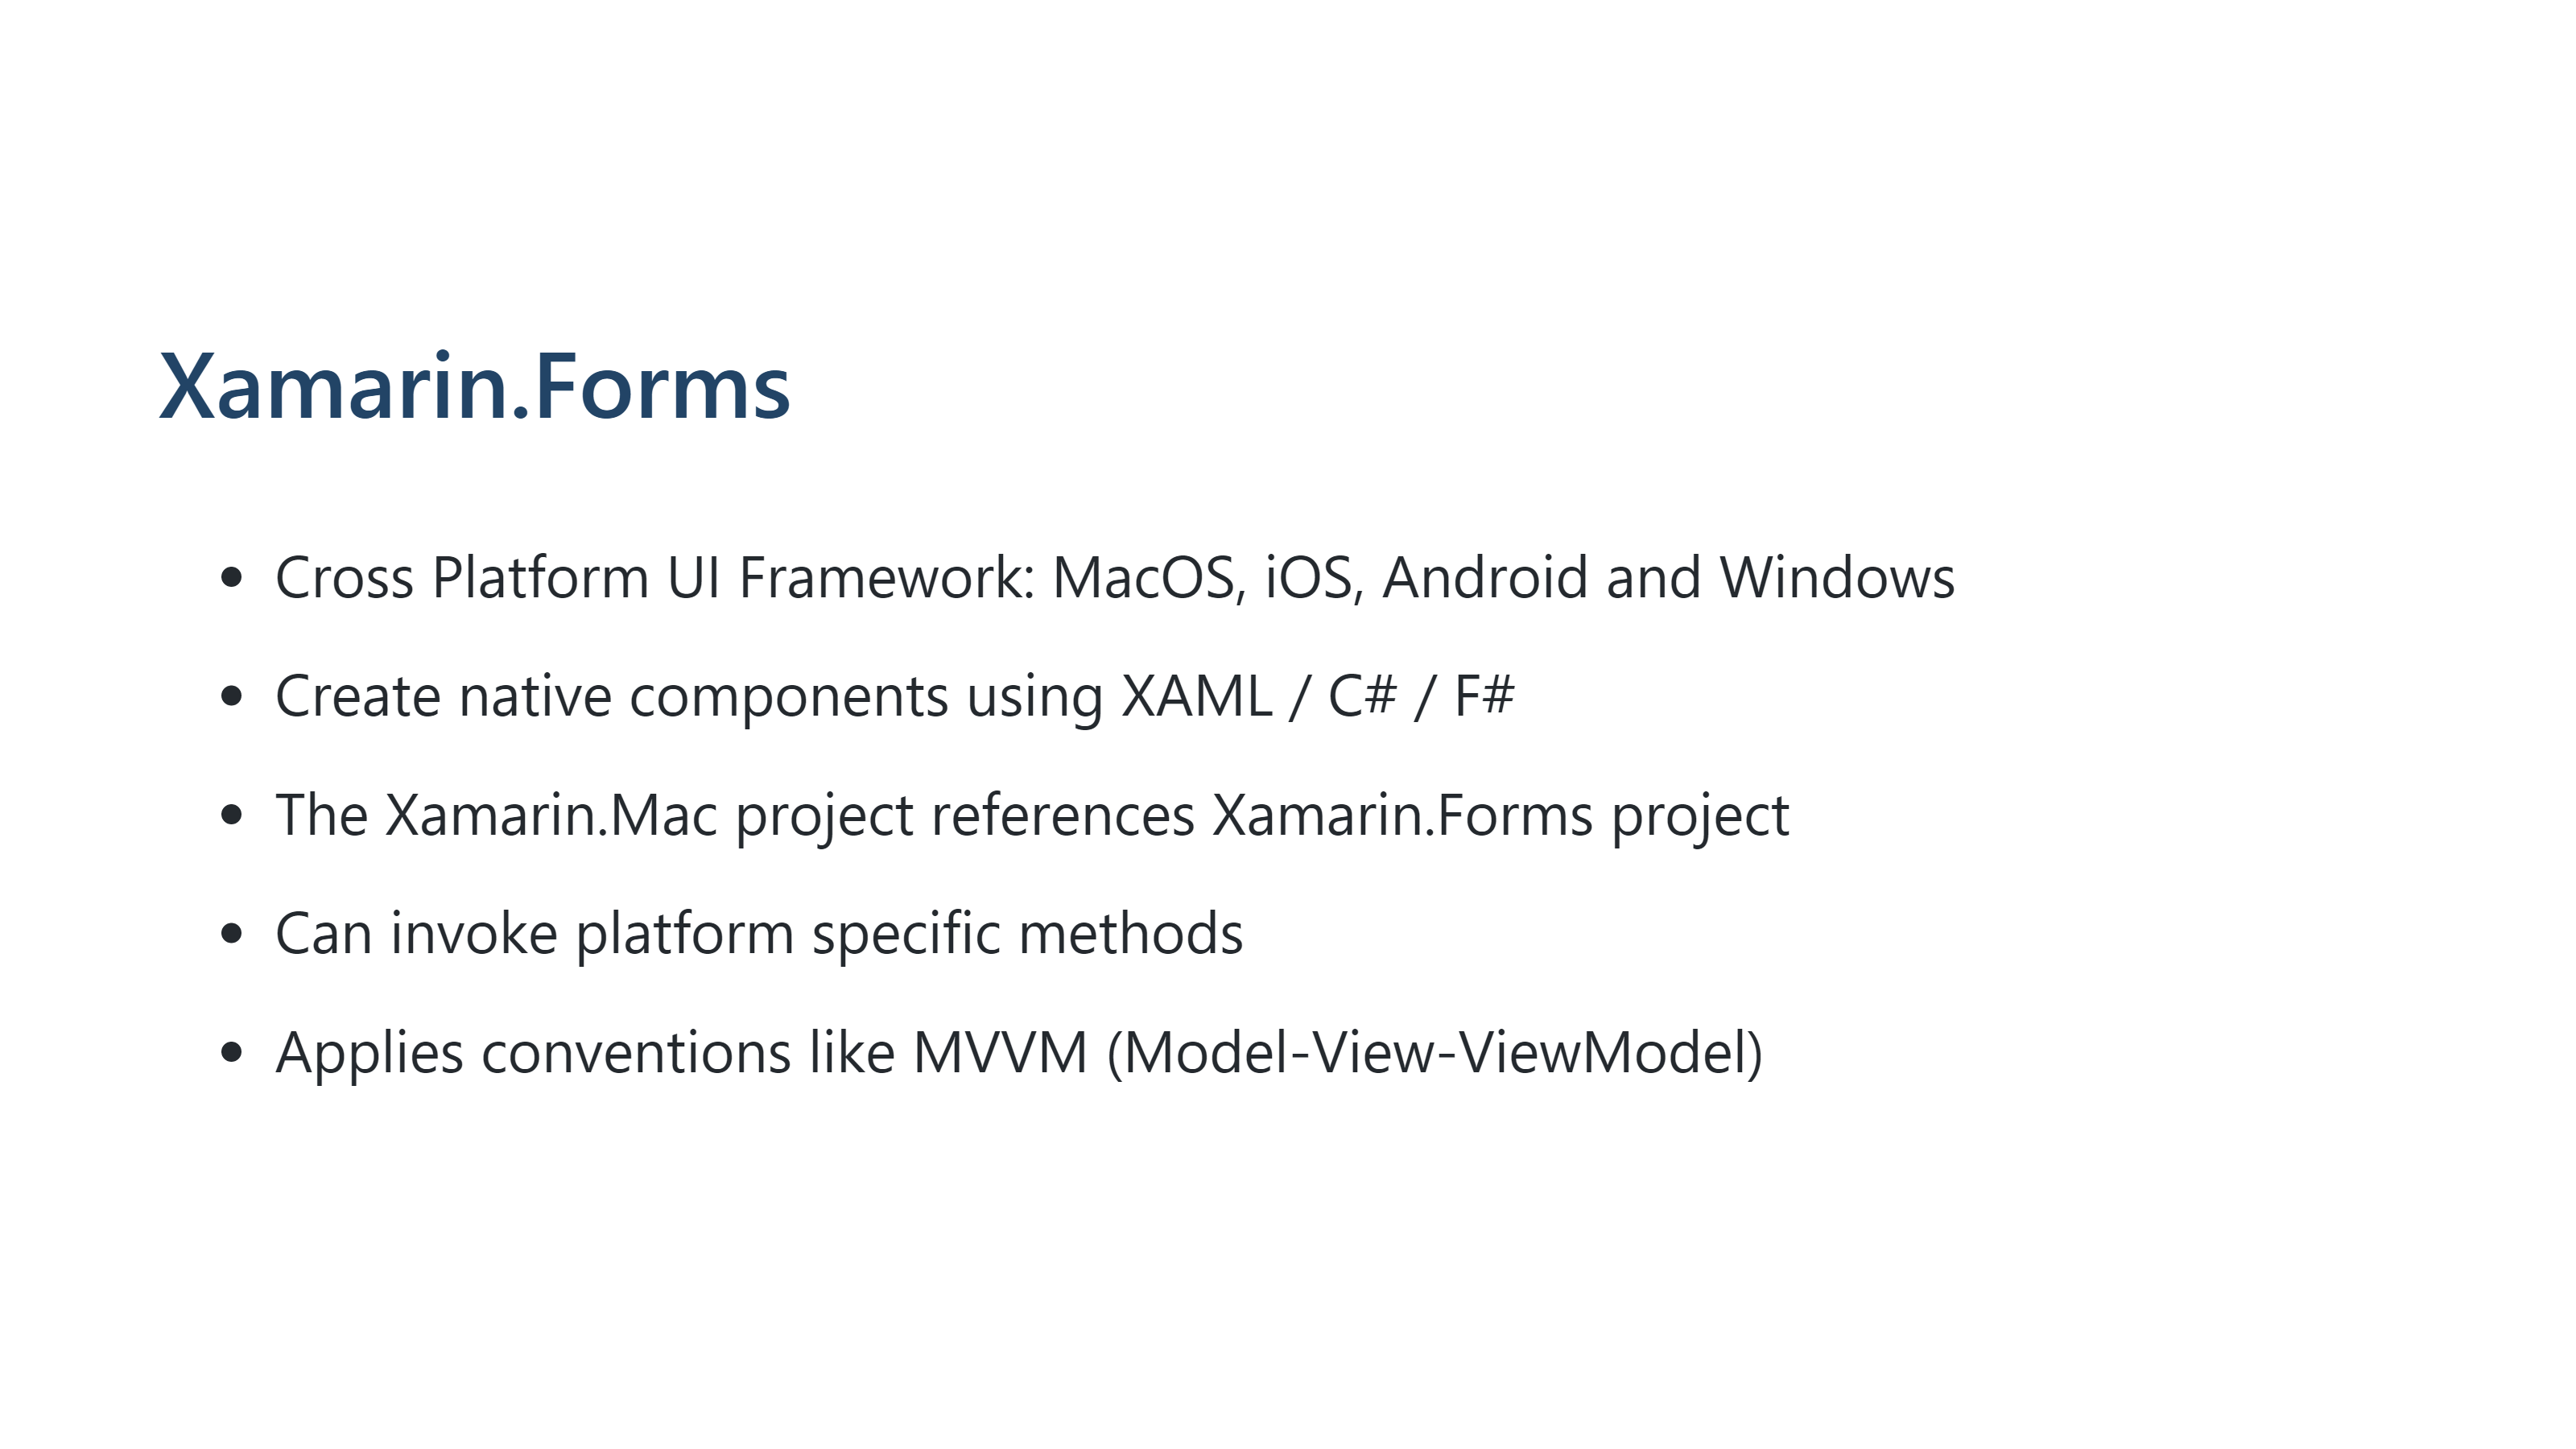 Xamarin.Forms
• Cross Platform UI Framework: MacOS, iOS, Android and Windows
• Create native components using XAML / C# / F#
• The Xamarin.Mac project references Xamarin.Forms project
• Can invoke platform specific methods
• Applies conventions like MVVM (Model-View-ViewModel)